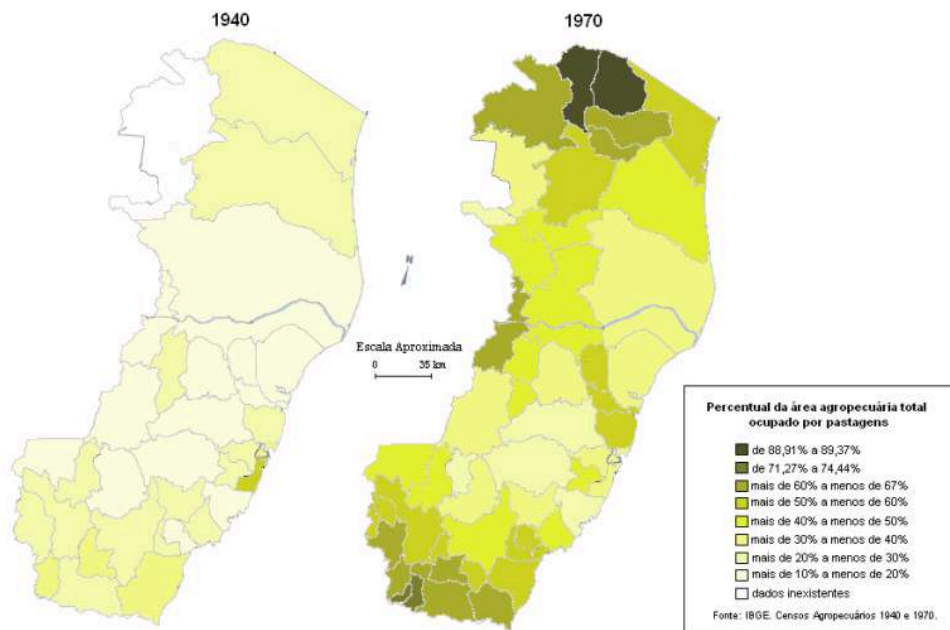 1940
1970
N
Escala Aproximada
0 35 km
Percentual da área agropecuária total
ocupado por pastagens
de 88,91% a 89,37%
de 71,27% a 74,44%
mais de 60% a menos de 67%
mais de 50% a menos de 60%
mais de 40% a menos de 50%
mais de 30% a menos de 40%
mais de 20% a menos de 30%
mais de 10% a menos de 20%
dados inexistentes
Fonte: IBGE. Censos Agropecuários 1940 e 1970.